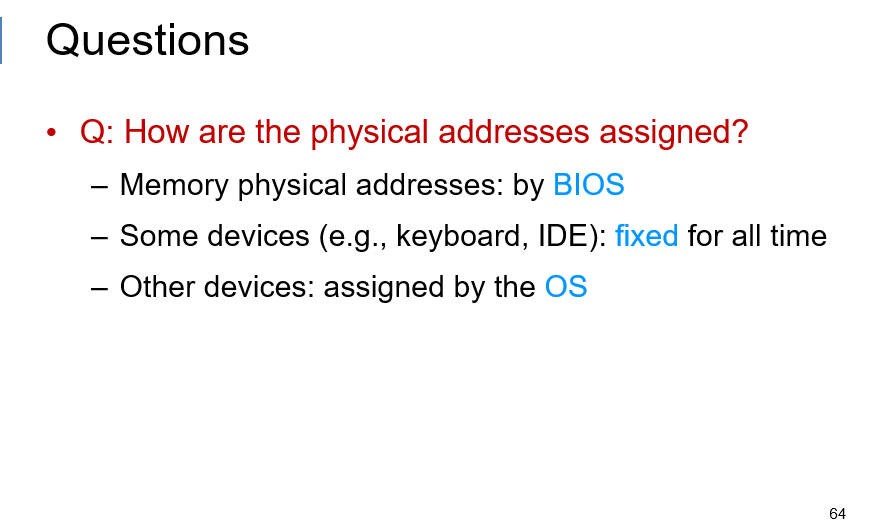 Questions
• Q: How are the physical addresses assigned?
– Memory physical addresses: by BIOS
– Some devices (e.g., keyboard, IDE): fixed for all time
– Other devices: assigned by the OS
64